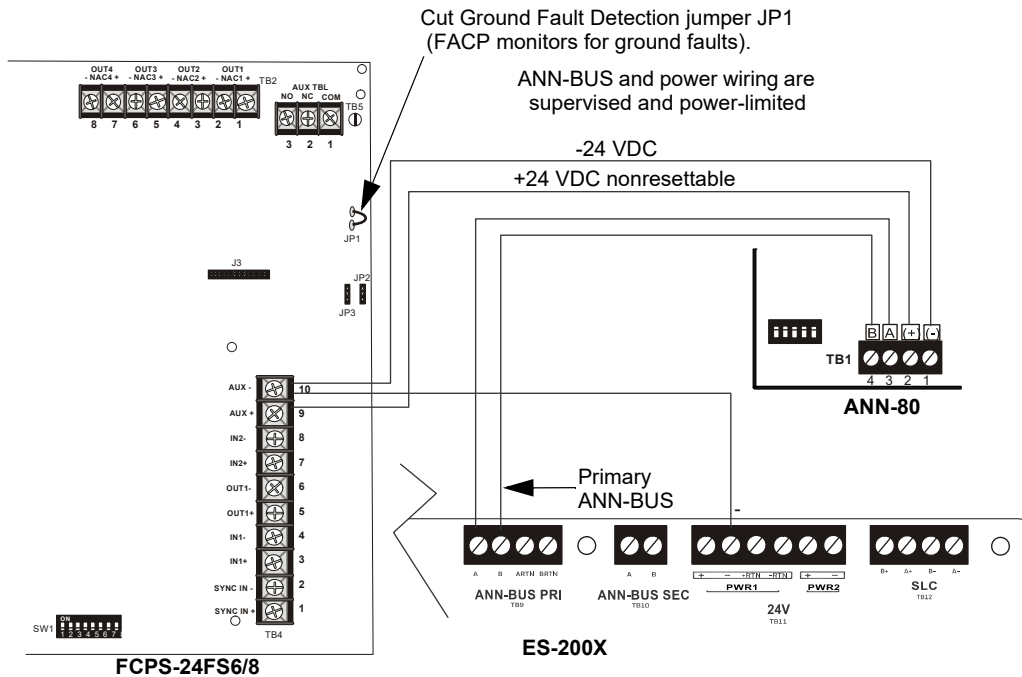 Cut Ground Fault Detection jumper JP1
(FACP monitors for ground faults).
ANN-BUS and power wiring are
supervised and power-limited
OUT4 OUT3 OUT2 OUT1
- NAC4 + - NAC3 + - NAC2 + - NAC1 +
TB2
8 7 6 5 4 3 2 1
AUX TBL
NO NC COM
TB5
3 2 1
-24 VDC
+24 VDC nonresettable
JP1
J3
JP2
JP3
B A (+) (-)
TB1
4 3 2 1
ANN-80
AUX - 10
AUX + 9
IN2- 8
IN2+ 7
OUT1- 6
OUT1+ 5
IN1- 4
IN1+ 3
SYNC IN - 2
SYNC IN + 1
TB4
SW1
ON
1 2 3 4 5 6 7 8
FCPS-24FS6/8
Primary
ANN-BUS
-
A B ARTN BRTN
ANN-BUS PRI
TB9
A B
ANN-BUS SEC
TB10
+ - +RTN -RTN + -
PWR1 PWR2
24V
TB11
B+ A+ B- A-
SLC
TB12
ES-200X